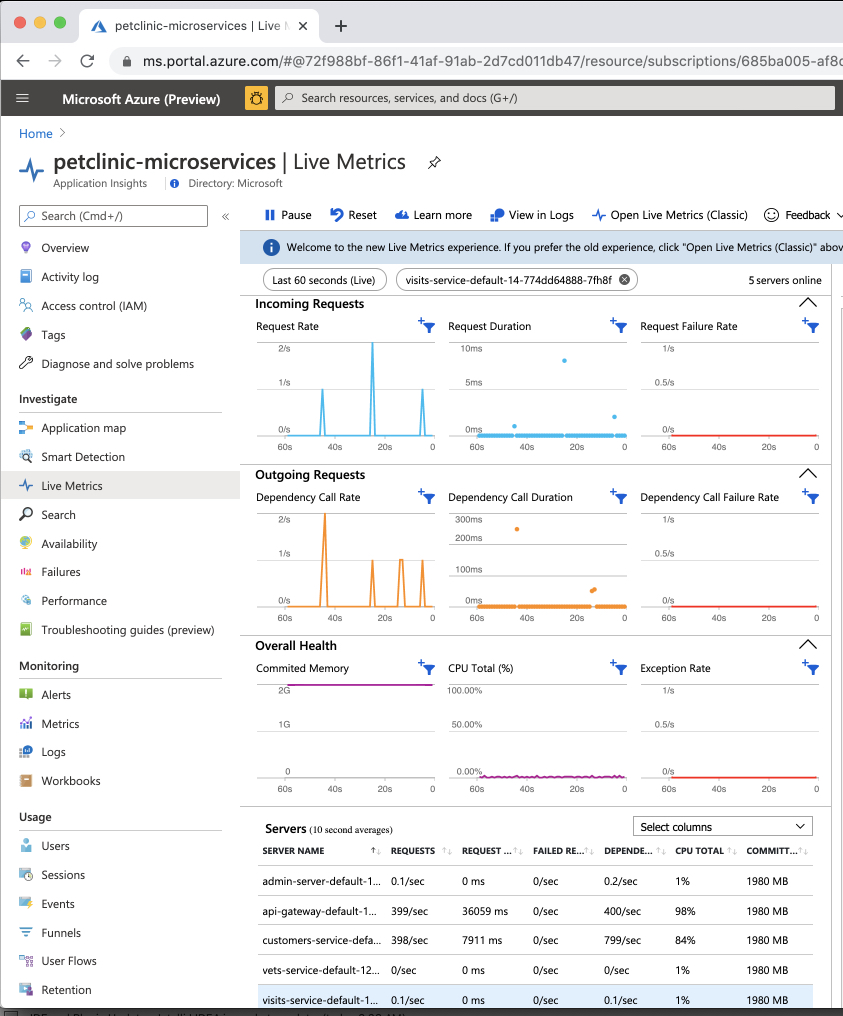 petclinic-microservices | Live M
ms.portal.azure.com/#@72f988bf-86f1-41af-91ab-2d7cd011db47/resource/subscriptions/685ba005-af8
Microsoft Azure (Preview)
Search resources, services, and docs (G+/)
Home
petclinic-microservices | Live Metrics
Application Insights
Directory: Microsoft
Search (Cmd+/)
«
Overview
Activity log
Access control (IAM)
Tags
Diagnose and solve problems
Investigate
Application map
Smart Detection
Live Metrics
Search
Availability
Failures
Performance
Troubleshooting guides (preview)
Monitoring
Alerts
Metrics
Logs
Workbooks
Usage
Users
Sessions
Events
Funnels
User Flows
Retention
Pause
Reset
Learn more
View in Logs
Open Live Metrics (Classic)
Feedback
Welcome to the new Live Metrics experience. If you prefer the old experience, click "Open Live Metrics (Classic)" abov
Last 60 seconds (Live)
visits-service-default-14-774dd64888-7fh8f
5 servers online
Incoming Requests
Request Rate
2/s
1/s
0/s
60s 40s 20s 0
Request Duration
10ms
5ms
0ms
60s 40s 20s 0
Request Failure Rate
1/s
0.5/s
0/s
60s 40s 20s 0
Outgoing Requests
Dependency Call Rate
2/s
1/s
0/s
60s 40s 20s 0
Dependency Call Duration
300ms
200ms
100ms
0ms
60s 40s 20s 0
Dependency Call Failure Rate
1/s
0.5/s
0/s
60s 40s 20s 0
Overall Health
Commited Memory
2G
1G
0
60s 40s 20s 0
CPU Total (%)
100.00%
50.00%
0.00%
60s 40s 20s 0
Exception Rate
1/s
0.5/s
0/s
60s 40s 20s 0
Servers (10 second averages)
Select columns
SERVER NAME REQUESTS REQUEST ... FAILED RE... DEPENDE... CPU TOTAL COMMITT...
admin-server-default-1... 0.1/sec 0 ms 0/sec 0.2/sec 1% 1980 MB
api-gateway-default-1... 399/sec 36059 ms 0/sec 400/sec 98% 1980 MB
customers-service-defa... 398/sec 7911 ms 0/sec 799/sec 84% 1980 MB
vets-service-default-12... 0/sec 0 ms 0/sec 0/sec 1% 1980 MB
visits-service-default-1... 0.1/sec 0 ms 0/sec 0.1/sec 1% 1980 MB